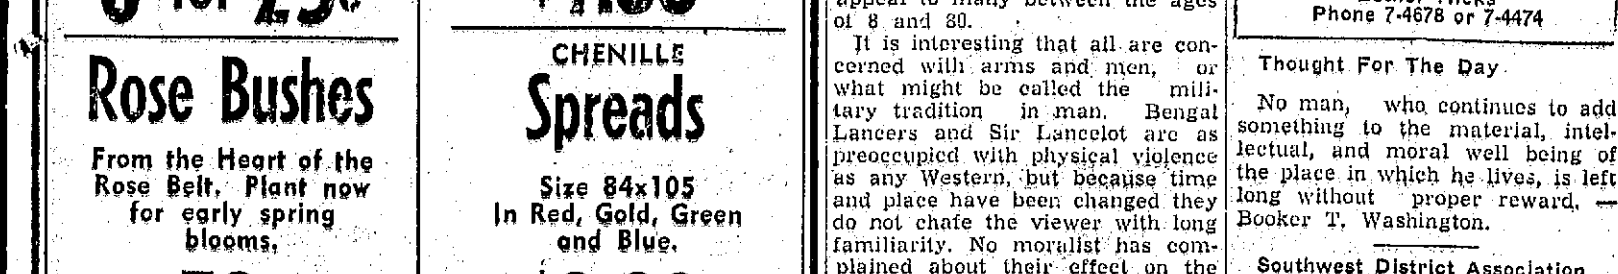 Rose Bushes
From the Heart of the
Rose Belt. Plant now
for early spring
blooms.
CHENILLE
Spreads
Size 84x105
In Red, Gold, Green
and Blue.
appeal to many between the ages
of 8 and 80.
It is interesting that all are con-
cerned with arms and men, or
what might be called the mili-
tary tradition in man. Bengal
Lancers and Sir Lancelot are as
preoccupied with physical violence
as any Western, but because time
and place have been changed they
do not chafe the viewer with long
familiarity. No moralist has com-
plained about their effect on the
Phone 7-4678 or 7-4474
Thought For The Day
No man, who continues to add
something to the material, intel-
lectual, and moral well being of
the place in which he lives, is left
long without proper reward. —
Booker T. Washington.
Southwest District Association